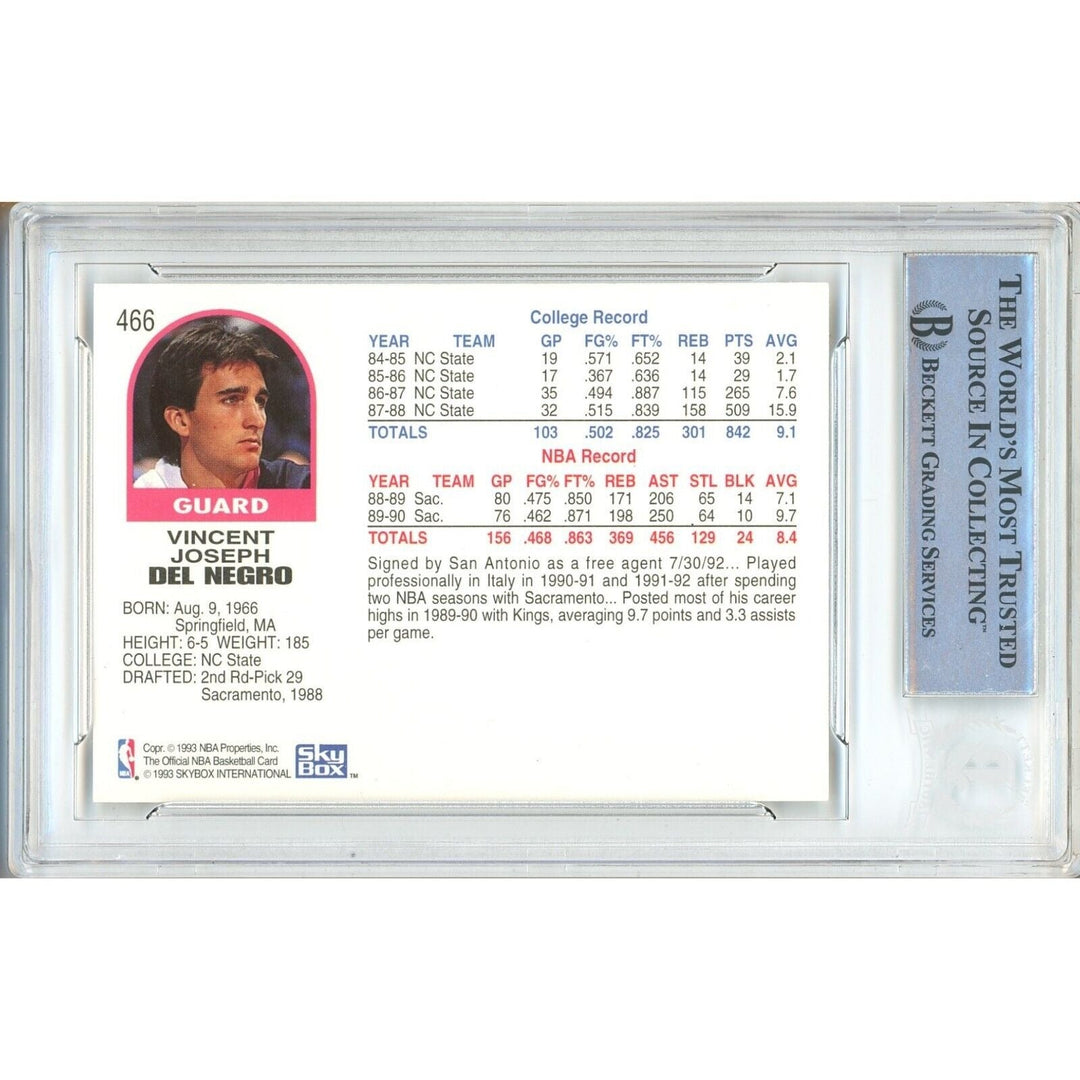 466
GUARD
VINCENT
JOSEPH
DEL NEGRO
BORN: Aug. 9, 1966
Springfield, MA
HEIGHT: 6-5 WEIGHT: 185
COLLEGE: NC State
DRAFTED: 2nd Rd-Pick 29
Sacramento, 1988
College Record
YEAR TEAM GP FG% FT% REB PTS AVG
84-85 NC State 19 .571 .652 14 39 2.1
85-86 NC State 17 .367 .636 14 29 1.7
86-87 NC State 35 .494 .887 115 265 7.6
87-88 NC State 32 .515 .839 158 509 15.9
TOTALS 103 .502 .825 301 842 9.1
NBA Record
YEAR TEAM GP FG% FT% REB AST STL BLK AVG
88-89 Sac. 80 .475 .850 171 206 65 14 7.1
89-90 Sac. 76 .462 .871 198 250 64 10 9.7
TOTALS 156 .468 .863 369 456 129 24 8.4
Signed by San Antonio as a free agent 7/30/92... Played
professionally in Italy in 1990-91 and 1991-92 after spending
two NBA seasons with Sacramento... Posted most of his career
highs in 1989-90 with Kings, averaging 9.7 points and 3.3 assists
per game.
NBA
Copr. © 1993 NBA Properties, Inc.
The Official NBA Basketball Card
© 1993 SKYBOX INTERNATIONAL
Sky
Box™
THE WORLD'S MOST TRUSTED
SOURCE IN COLLECTING™
B BECKETT GRADING SERVICES